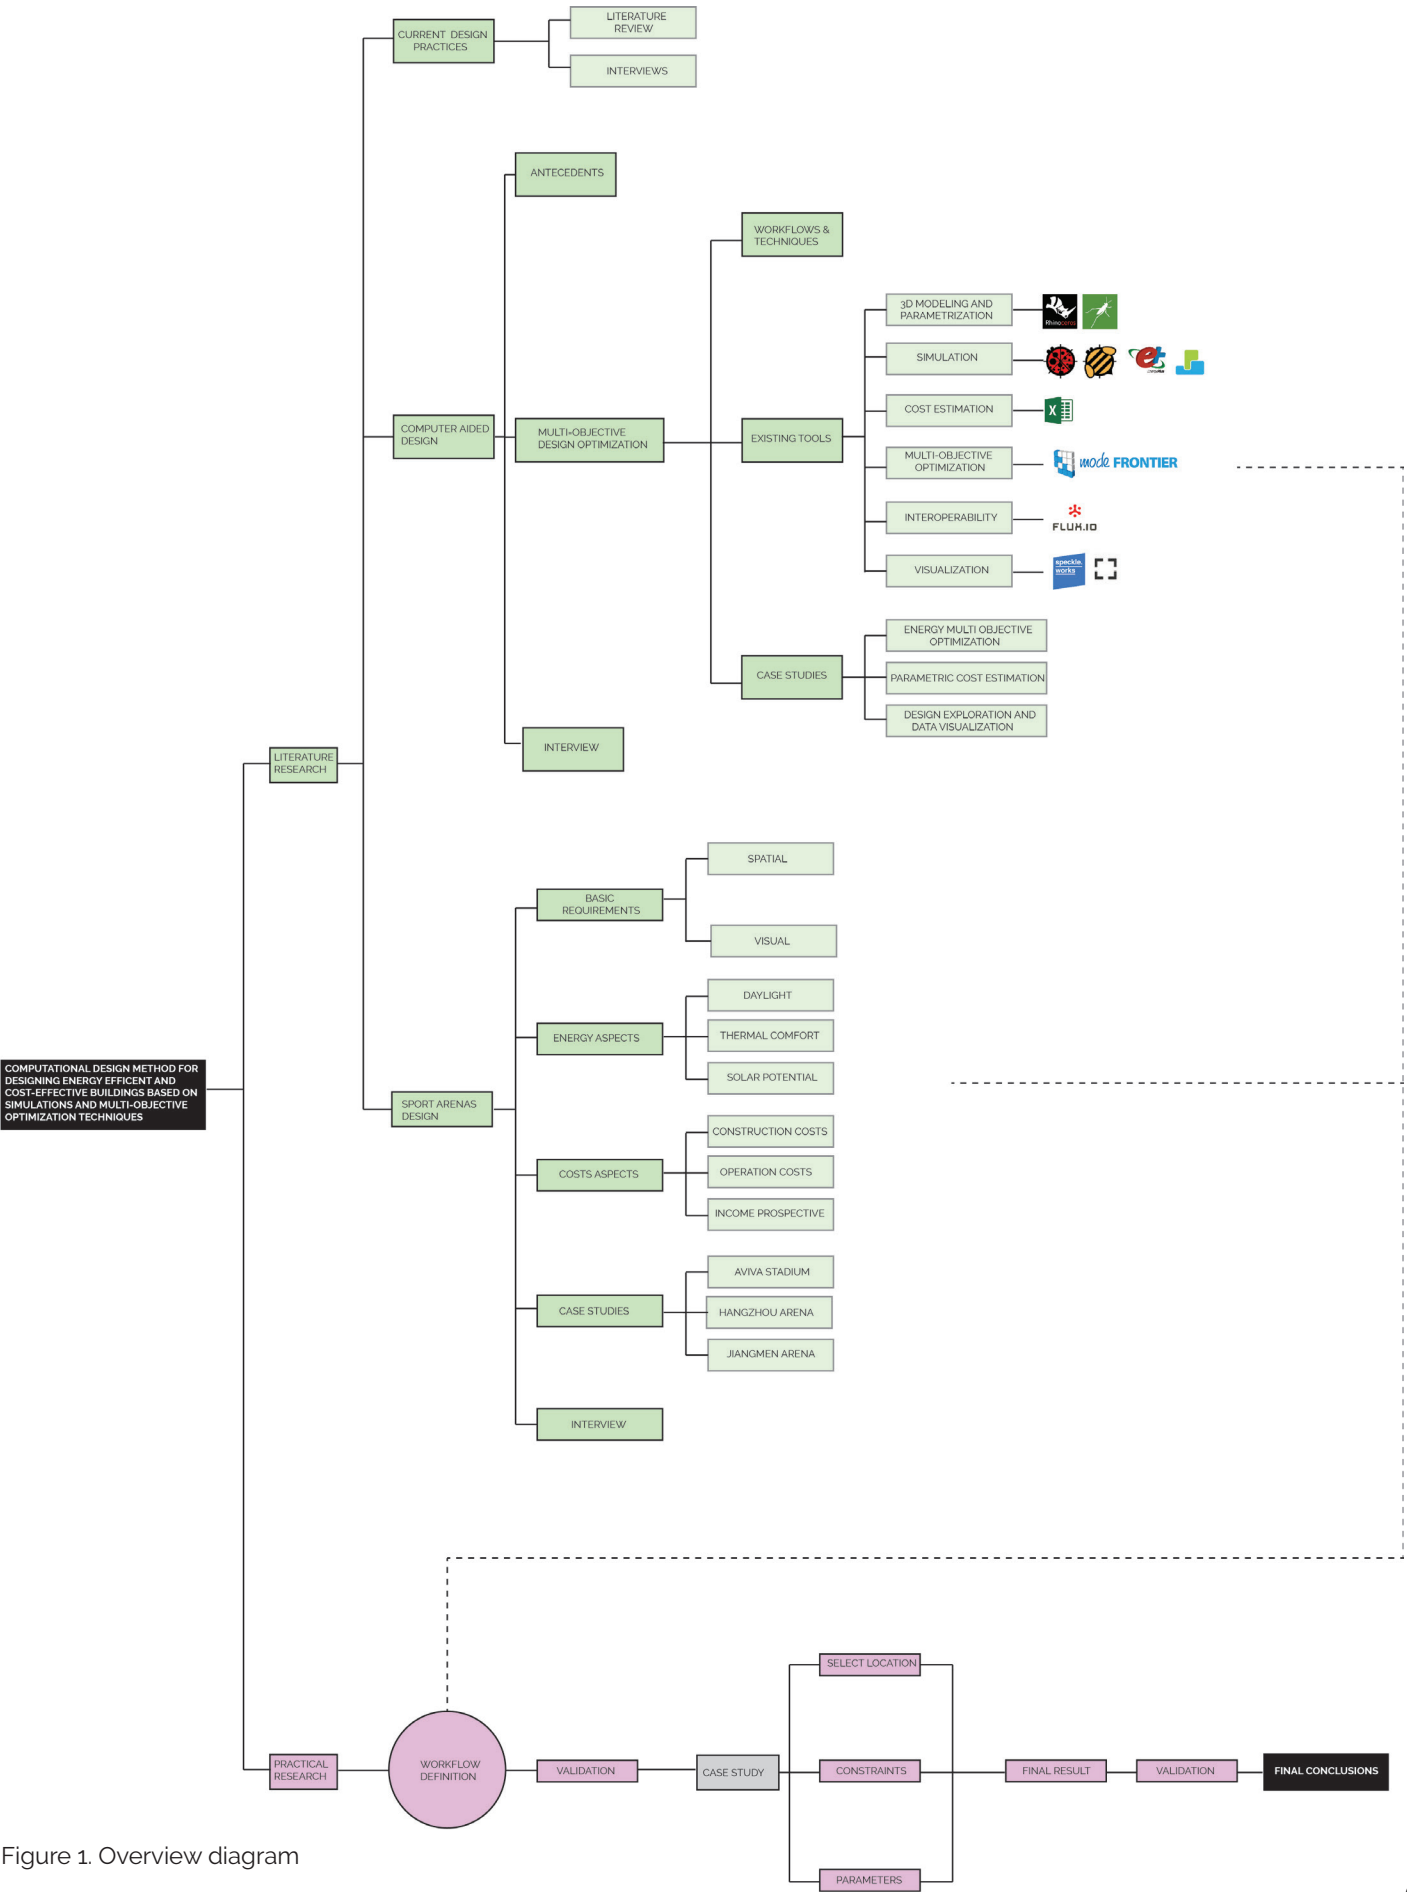 CURRENT DESIGN
PRACTICES
LITERATURE
REVIEW
INTERVIEWS
ANTECEDENTS
WORKFLOWS &
TECHNIQUES
3D MODELING AND
PARAMETRIZATION
Rhinoceros
SIMULATION
et
COST ESTIMATION
X
COMPUTER AIDED
DESIGN
MULTI-OBJECTIVE
DESIGN OPTIMIZATION
EXISTING TOOLS
MULTI-OBJECTIVE
OPTIMIZATION
mode FRONTIER
INTEROPERABILITY
FLUX.IO
VISUALIZATION
speckle.
works
ENERGY MULTI OBJECTIVE
OPTIMIZATION
CASE STUDIES
PARAMETRIC COST ESTIMATION
DESIGN EXPLORATION AND
DATA VISUALIZATION
INTERVIEW
LITERATURE
RESEARCH
SPATIAL
BASIC
REQUIREMENTS
VISUAL
DAYLIGHT
ENERGY ASPECTS
THERMAL COMFORT
SOLAR POTENTIAL
COMPUTATIONAL DESIGN METHOD FOR
DESIGNING ENERGY EFFICENT AND
COST-EFFECTIVE BUILDINGS BASED ON
SIMULATIONS AND MULTI-OBJECTIVE
OPTIMIZATION TECHNIQUES
SPORT ARENAS
DESIGN
CONSTRUCTION COSTS
COSTS ASPECTS
OPERATION COSTS
INCOME PROSPECTIVE
AVIVA STADIUM
CASE STUDIES
HANGZHOU ARENA
JIANGMEN ARENA
INTERVIEW
SELECT LOCATION
PRACTICAL
RESEARCH
WORKFLOW
DEFINITION
VALIDATION
CASE STUDY
CONSTRAINTS
FINAL RESULT
VALIDATION
FINAL CONCLUSIONS
PARAMETERS
Figure 1. Overview diagram